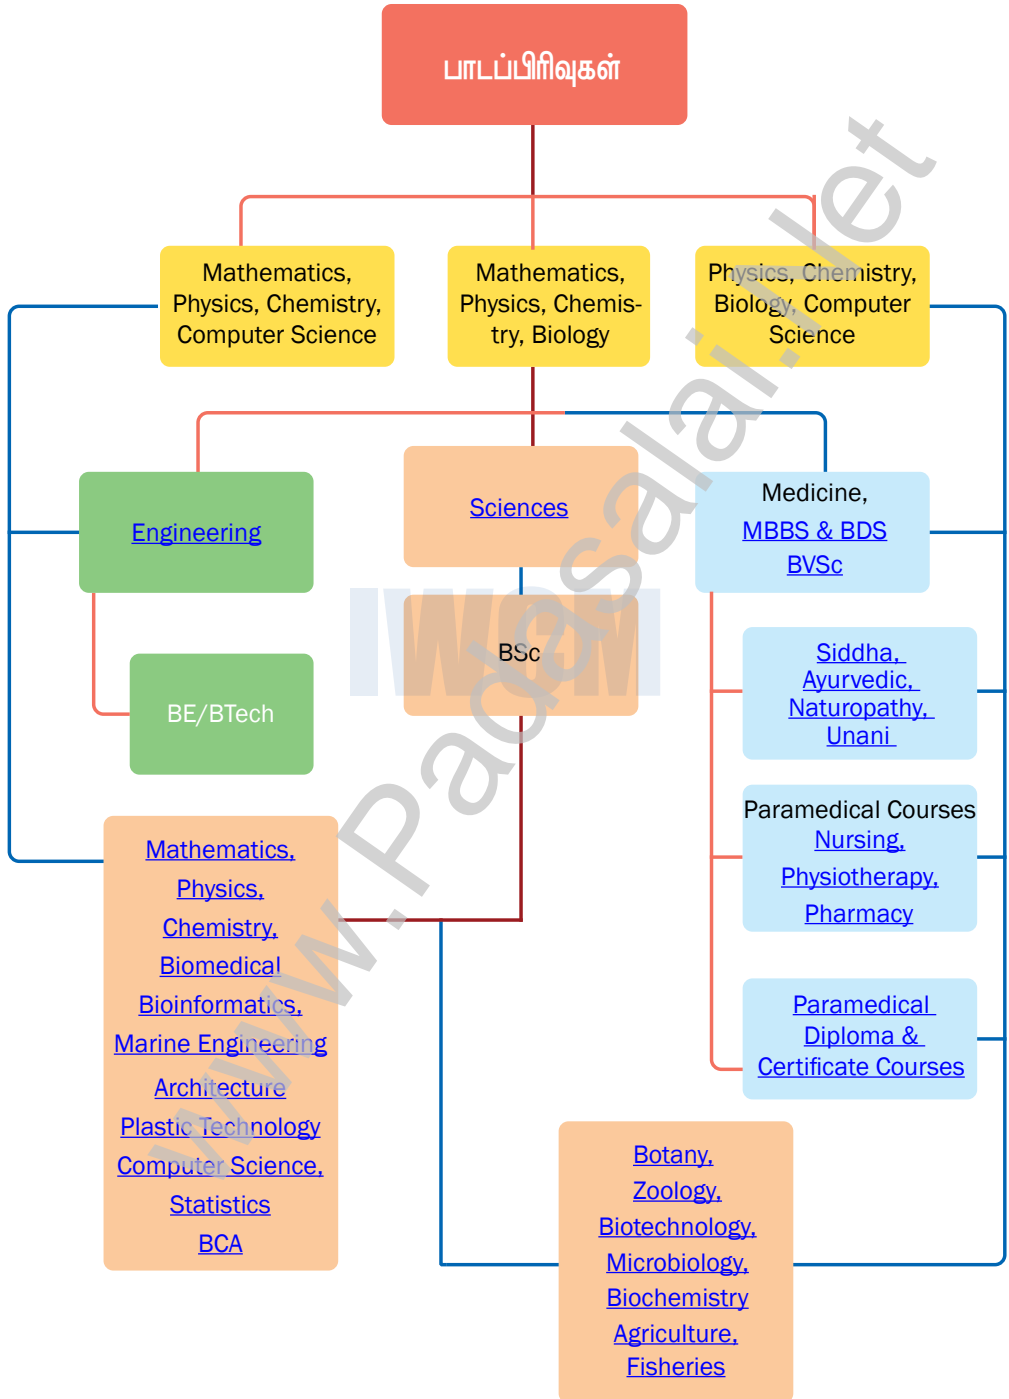 பாடப்பிரிவுகள்
Mathematics,
Physics, Chemistry,
Computer Science
Mathematics,
Physics, Chemis-
try, Biology
Physics, Chemistry,
Biology, Computer
Science
Engineering
Sciences
Medicine,
MBBS & BDS
BVSc
BE/BTech
BSc
Siddha,
Ayurvedic,
Naturopathy,
Unani
Paramedical Courses
Nursing,
Physiotherapy,
Pharmacy
Paramedical
Diploma &
Certificate Courses
Mathematics,
Physics,
Chemistry,
Biomedical
Bioinformatics,
Marine Engineering
Architecture
Plastic Technology
Computer Science,
Statistics
BCA
Botany,
Zoology,
Biotechnology,
Microbiology,
Biochemistry
Agriculture,
Fisheries
www.Padasalai.Net